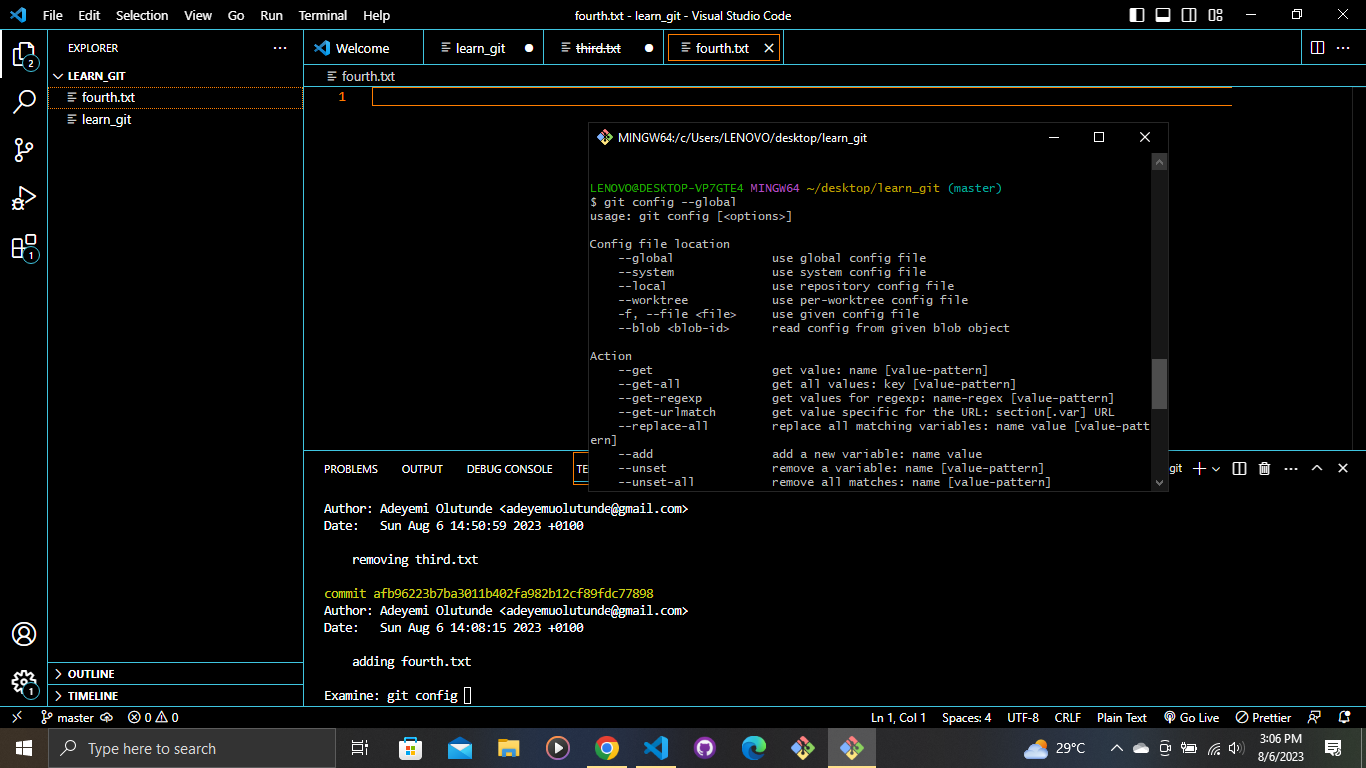 File Edit Selection View Go Run Terminal Help
fourth.txt - learn_git - Visual Studio Code
EXPLORER
LEARN_GIT
fourth.txt
learn_git
OUTLINE
TIMELINE
2
1
1
Welcome
learn_git
third.txt
fourth.txt
fourth.txt
1
MINGW64:/c/Users/LENOVO/desktop/learn_git
LENOVO@DESKTOP-VP7GTE4 MINGW64 ~/desktop/learn_git (master)
$ git config --global
usage: git config [<options>]
Config file location
--global use global config file
--system use system config file
--local use repository config file
--worktree use per-worktree config file
-f, --file <file> use given config file
--blob <blob-id> read config from given blob object
Action
--get get value: name [value-pattern]
--get-all get all values: key [value-pattern]
--get-regexp get values for regexp: name-regex [value-pattern]
--get-urlmatch get value specific for the URL: section[.var] URL
--replace-all replace all matching variables: name value [value-patt
ern]
--add add a new variable: name value
--unset remove a variable: name [value-pattern]
--unset-all remove all matches: name [value-pattern]
PROBLEMS OUTPUT DEBUG CONSOLE TE git
Author: Adeyemi Olutunde <adeyemuolutunde@gmail.com>
Date: Sun Aug 6 14:50:59 2023 +0100
removing third.txt
commit afb96223b7ba3011b402fa982b12cf89fdc77898
Author: Adeyemi Olutunde <adeyemuolutunde@gmail.com>
Date: Sun Aug 6 14:08:15 2023 +0100
adding fourth.txt
Examine: git config
master 0 0 Ln 1, Col 1 Spaces: 4 UTF-8 CRLF Plain Text Go Live Prettier
Type here to search
29°C
3:06 PM
8/6/2023